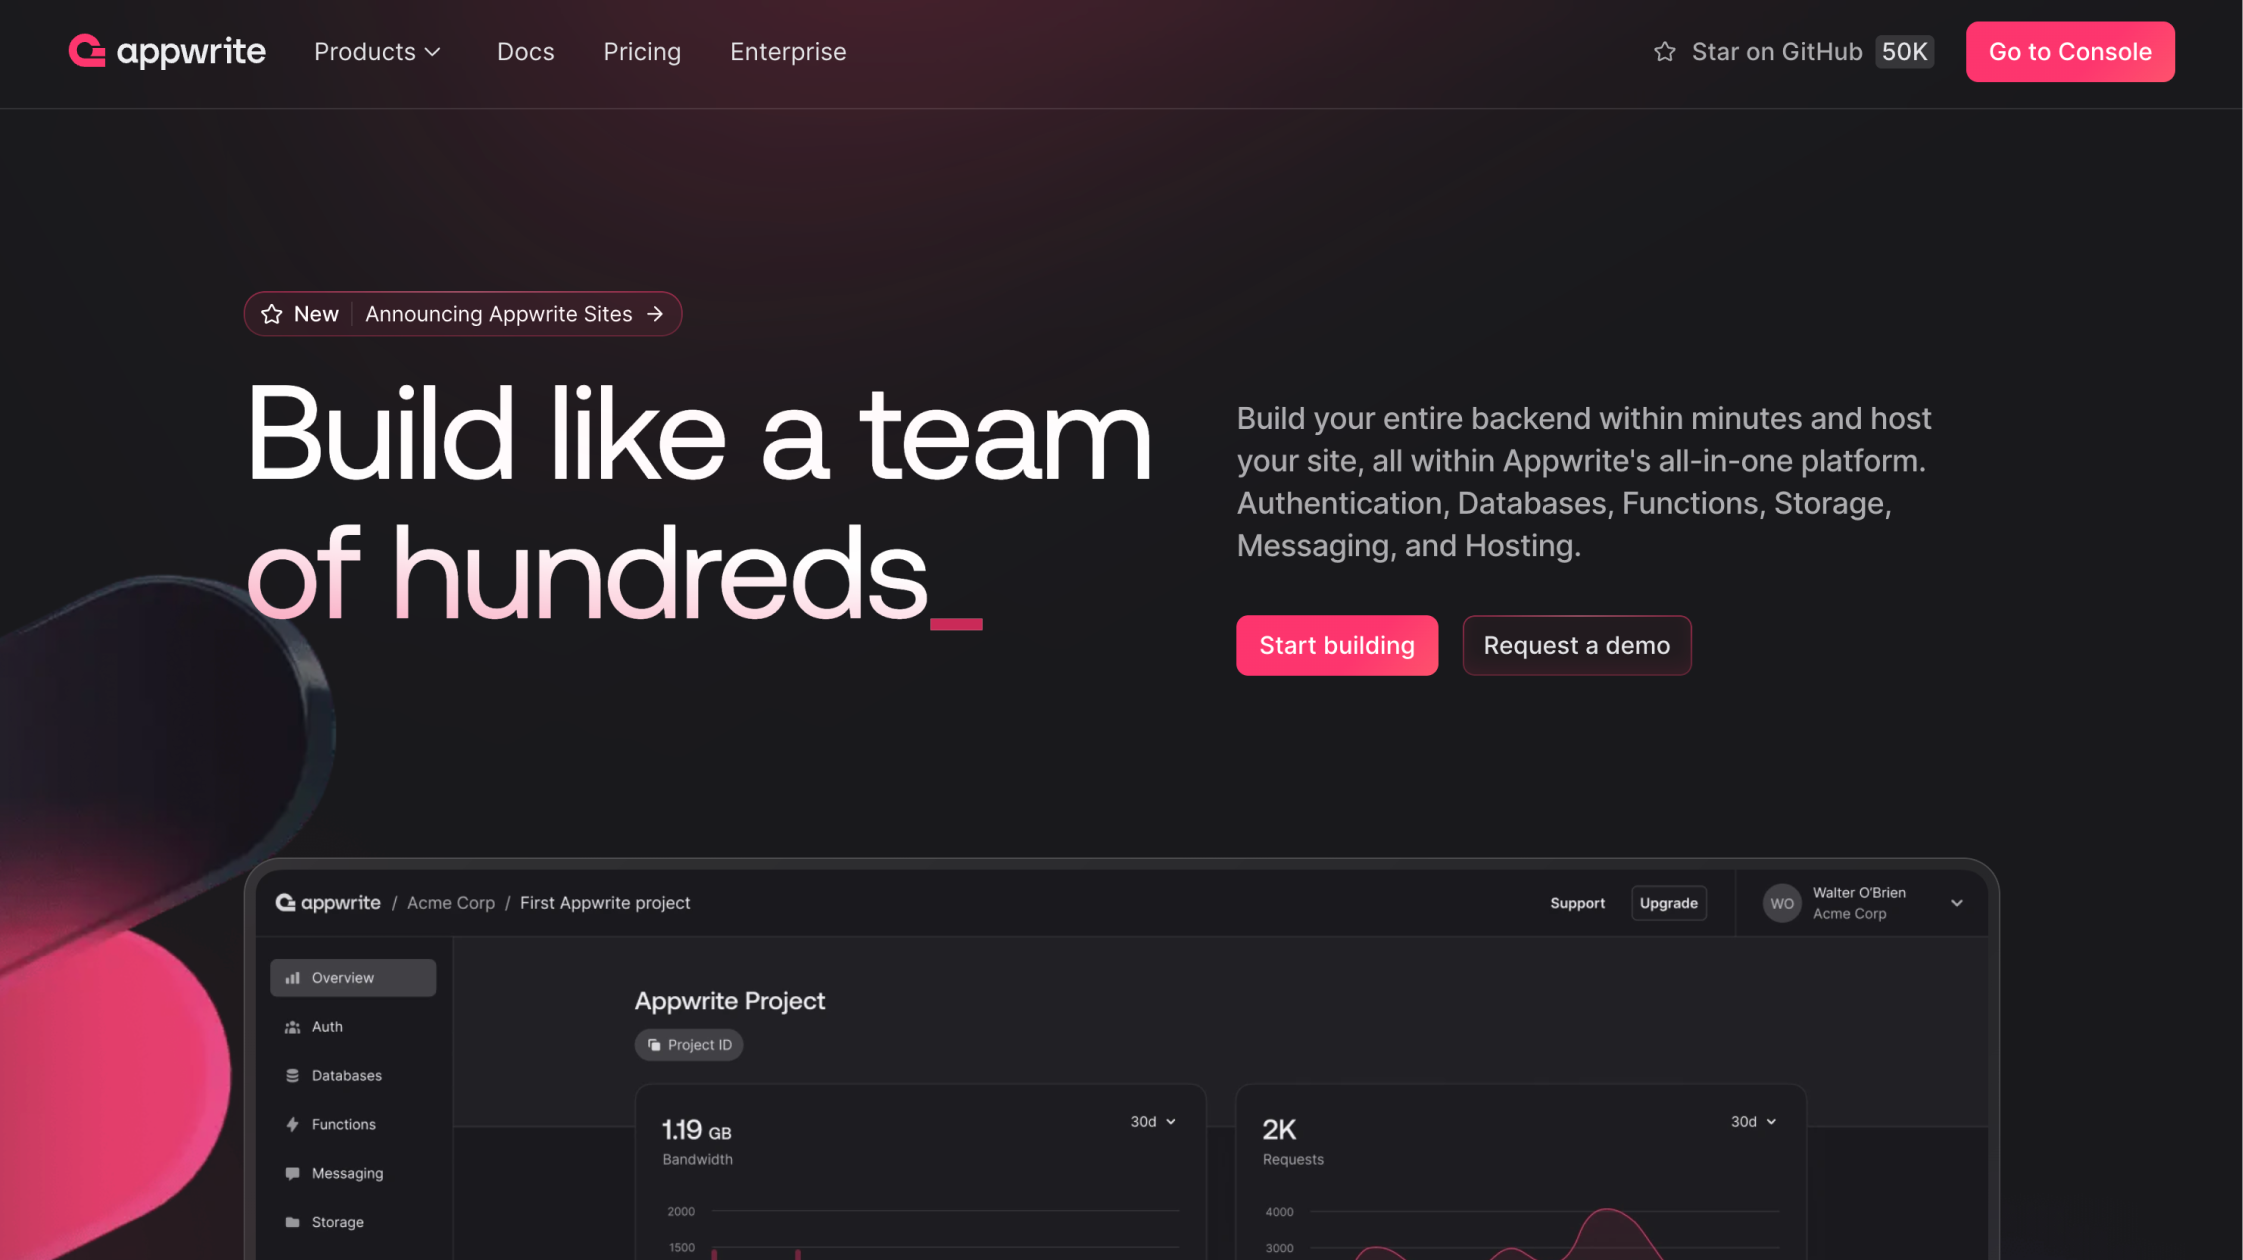 appwrite
Products
Docs
Pricing
Enterprise
Star on GitHub 50K
Go to Console
New Announcing Appwrite Sites →
Build like a team
of hundreds_
Build your entire backend within minutes and host
your site, all within Appwrite's all-in-one platform.
Authentication, Databases, Functions, Storage,
Messaging, and Hosting.
Start building
Request a demo
appwrite / Acme Corp / First Appwrite project
Support
Upgrade
WO
Walter O'Brien
Acme Corp
Overview
Auth
Databases
Functions
Messaging
Storage
Appwrite Project
Project ID
1.19 GB
Bandwidth
30d
2000
1500
2K
Requests
30d
4000
3000